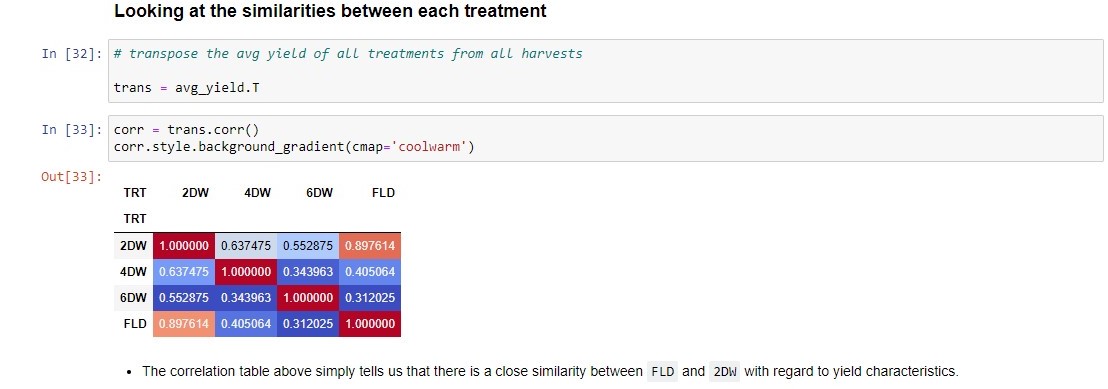 Looking at the similarities between each treatment
In [32]: # transpose the avg yield of all treatments from all harvests
trans = avg_yield.T
In [33]: corr = trans.corr()
corr.style.background_gradient(cmap='coolwarm')
Out[33]:
TRT 2DW 4DW 6DW FLD
TRT
2DW 1.000000 0.637475 0.552875 0.897614
4DW 0.637475 1.000000 0.343963 0.405064
6DW 0.552875 0.343963 1.000000 0.312025
FLD 0.897614 0.405064 0.312025 1.000000
• The correlation table above simply tells us that there is a close similarity between FLD and 2DW with regard to yield characteristics.